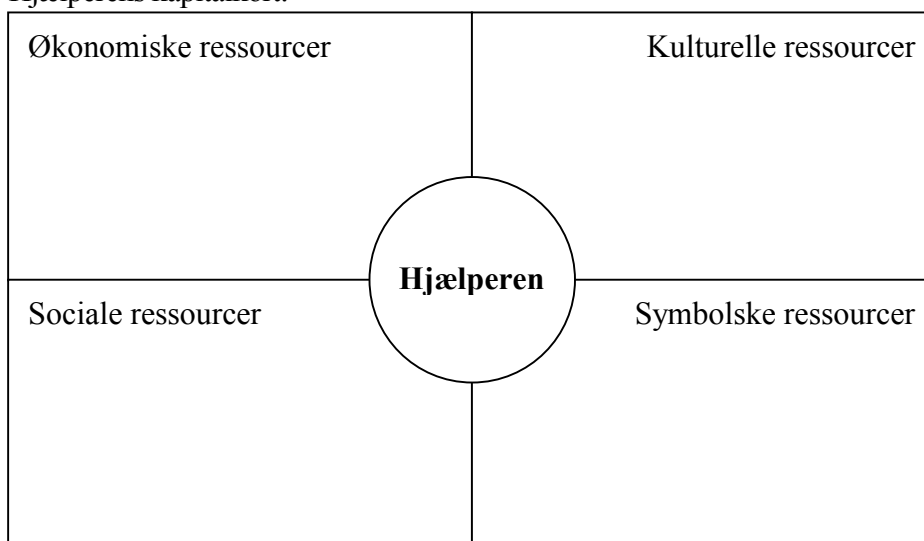 Økonomiske ressourcer
Kulturelle ressourcer
Hjælperen
Sociale ressourcer
Symbolske ressourcer